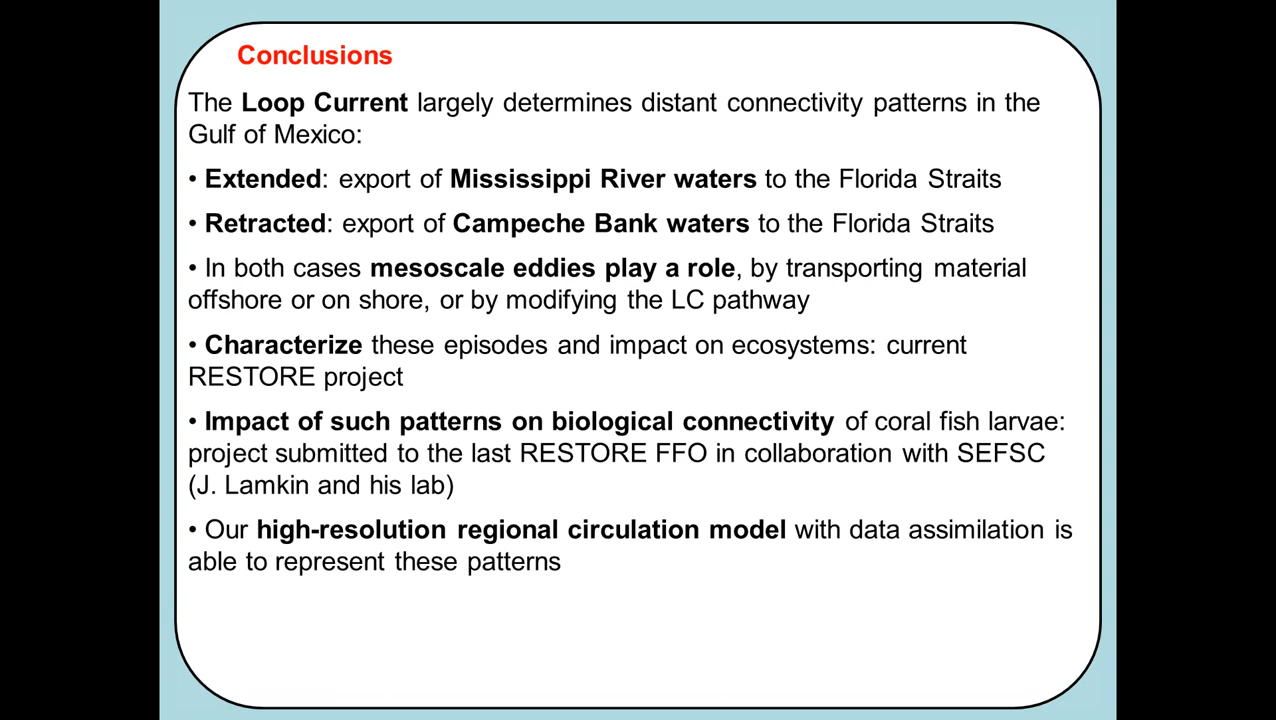 Conclusions
The Loop Current largely determines distant connectivity patterns in the
Gulf of Mexico:
• Extended: export of Mississippi River waters to the Florida Straits
• Retracted: export of Campeche Bank waters to the Florida Straits
• In both cases mesoscale eddies play a role, by transporting material
offshore or on shore, or by modifying the LC pathway
• Characterize these episodes and impact on ecosystems: current
RESTORE project
• Impact of such patterns on biological connectivity of coral fish larvae:
project submitted to the last RESTORE FFO in collaboration with SEFSC
(J. Lamkin and his lab)
• Our high-resolution regional circulation model with data assimilation is
able to represent these patterns